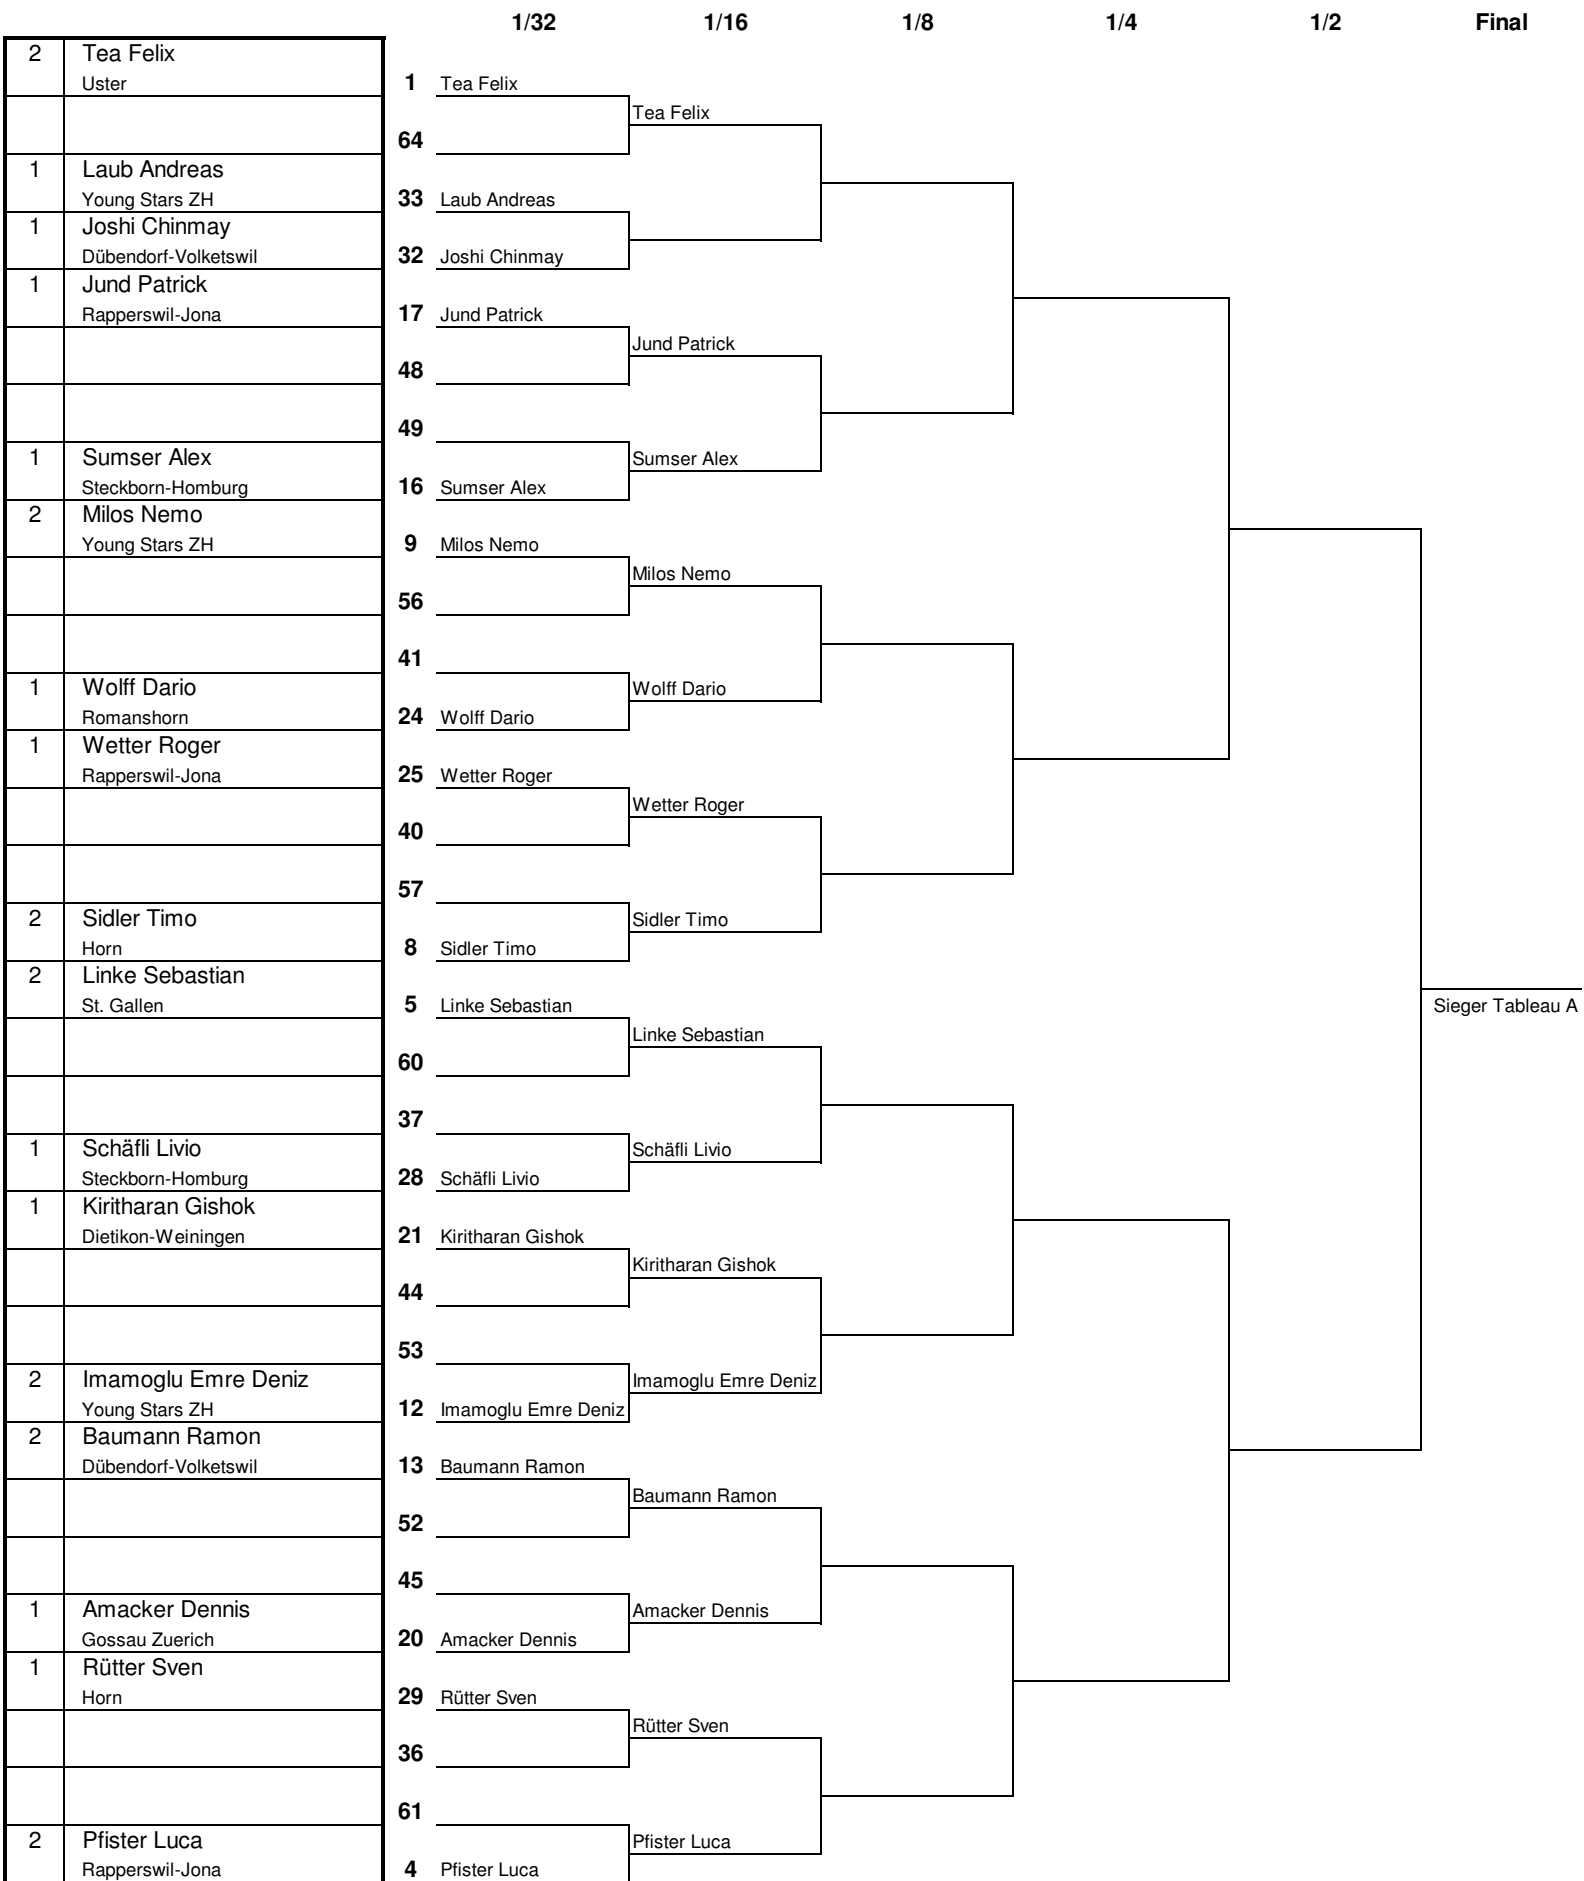 1/32 1/16 1/8 1/4 1/2 Final
2 Tea Felix
Uster 1 Tea Felix
Tea Felix
64
1 Laub Andreas
Young Stars ZH 33 Laub Andreas
1 Joshi Chinmay
Dübendorf-Volketswil 32 Joshi Chinmay
1 Jund Patrick
Rapperswil-Jona 17 Jund Patrick
Jund Patrick
48
49
1 Sumser Alex Sumser Alex
Steckborn-Homburg 16 Sumser Alex
2 Milos Nemo
Young Stars ZH 9 Milos Nemo
Milos Nemo
56
41
1 Wolff Dario Wolff Dario
Romanshorn 24 Wolff Dario
1 Wetter Roger
Rapperswil-Jona 25 Wetter Roger
Wetter Roger
40
57
2 Sidler Timo Sidler Timo
Horn 8 Sidler Timo
2 Linke Sebastian
St. Gallen 5 Linke Sebastian Sieger Tableau A
Linke Sebastian
60
37
1 Schäfli Livio Schäfli Livio
Steckborn-Homburg 28 Schäfli Livio
1 Kiritharan Gishok
Dietikon-Weiningen 21 Kiritharan Gishok
Kiritharan Gishok
44
53
2 Imamoglu Emre Deniz Imamoglu Emre Deniz
Young Stars ZH 12 Imamoglu Emre Deniz
2 Baumann Ramon
Dübendorf-Volketswil 13 Baumann Ramon
Baumann Ramon
52
45
1 Amacker Dennis Amacker Dennis
Gossau Zuerich 20 Amacker Dennis
1 Rütter Sven
Horn 29 Rütter Sven
Rütter Sven
36
61
2 Pfister Luca Pfister Luca
Rapperswil-Jona 4 Pfister Luca